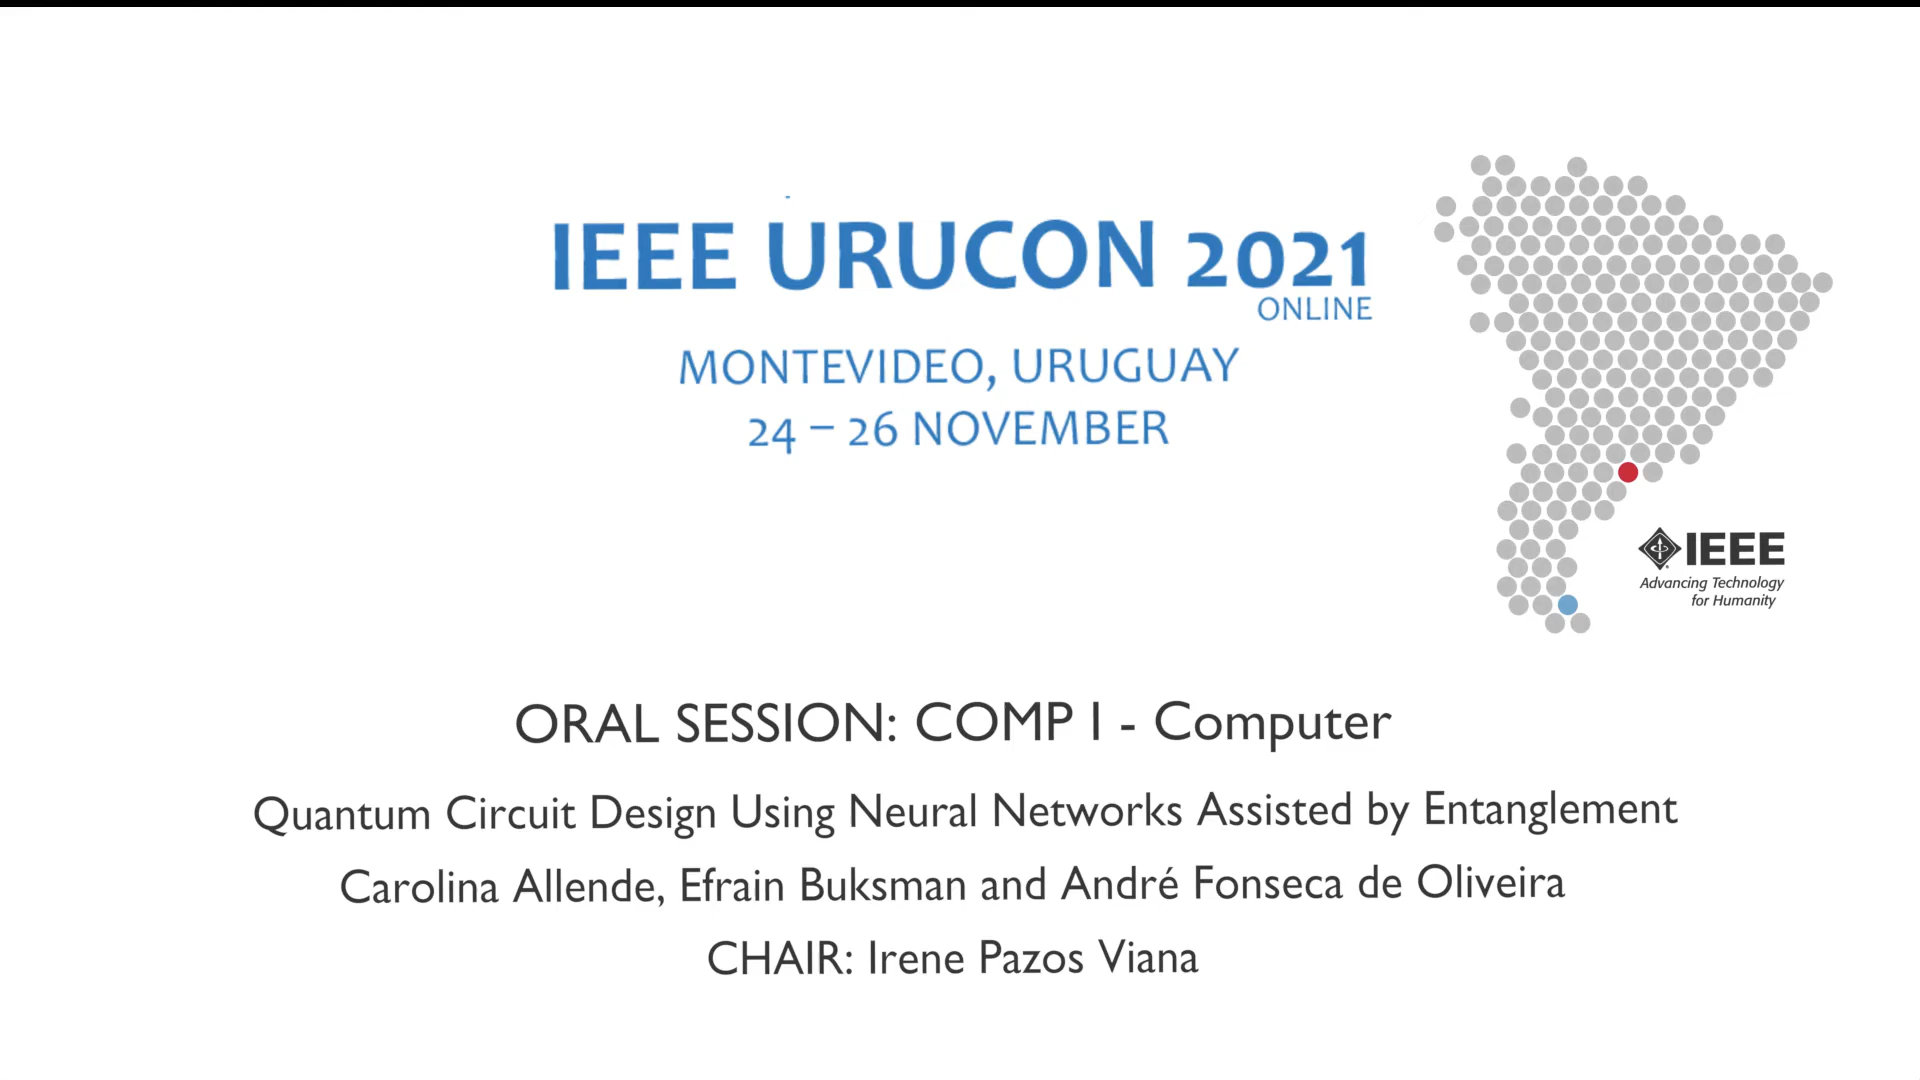 IEEE URUCON 2021
ONLINE
MONTEVIDEO, URUGUAY
24 – 26 NOVEMBER
IEEE
Advancing Technology
for Humanity
ORAL SESSION: COMP I - Computer
Quantum Circuit Design Using Neural Networks Assisted by Entanglement
Carolina Allende, Efrain Buksman and André Fonseca de Oliveira
CHAIR: Irene Pazos Viana